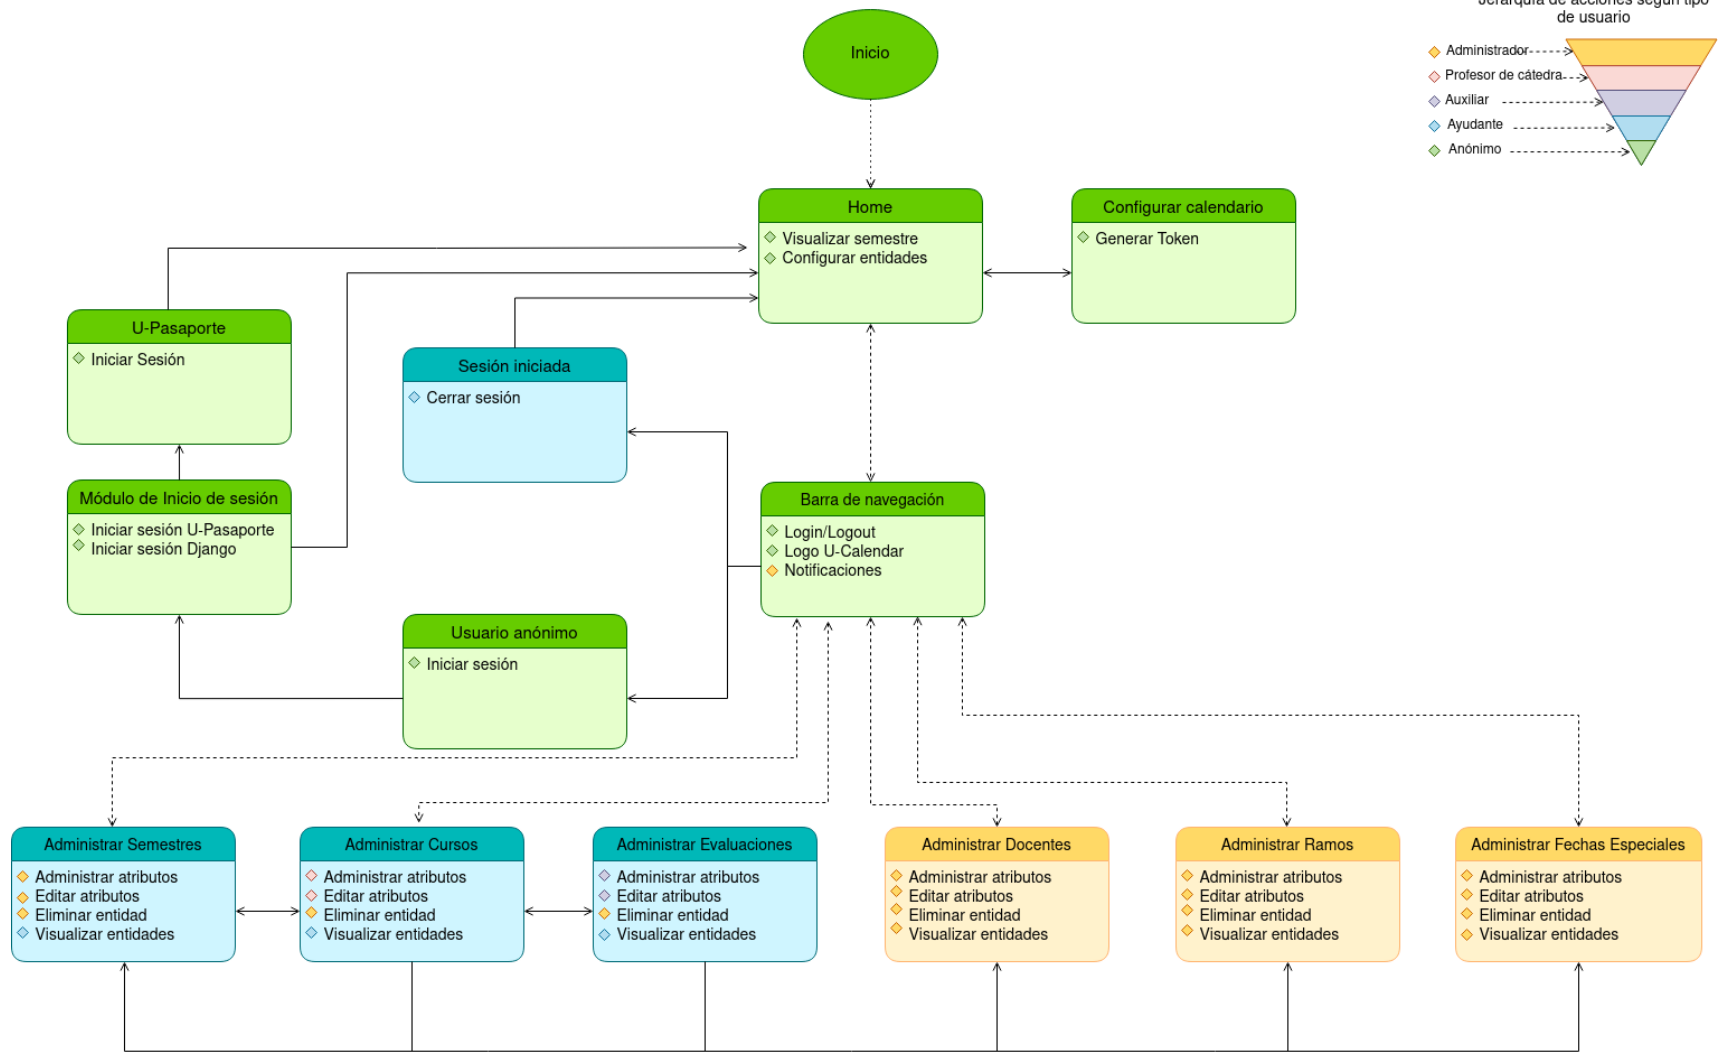 Jerarquía de acciones según tipo
de usuario
Administrador
Profesor de cátedra
Auxiliar
Ayudante
Anónimo
Inicio
Home
Visualizar semestre
Configurar entidades
Configurar calendario
Generar Token
U-Pasaporte
Iniciar Sesión
Sesión iniciada
Cerrar sesión
Módulo de Inicio de sesión
Iniciar sesión U-Pasaporte
Iniciar sesión Django
Barra de navegación
Login/Logout
Logo U-Calendar
Notificaciones
Usuario anónimo
Iniciar sesión
Administrar Semestres
Administrar atributos
Editar atributos
Eliminar entidad
Visualizar entidades
Administrar Cursos
Administrar atributos
Editar atributos
Eliminar entidad
Visualizar entidades
Administrar Evaluaciones
Administrar atributos
Editar atributos
Eliminar entidad
Visualizar entidades
Administrar Docentes
Administrar atributos
Editar atributos
Eliminar entidad
Visualizar entidades
Administrar Ramos
Administrar atributos
Editar atributos
Eliminar entidad
Visualizar entidades
Administrar Fechas Especiales
Administrar atributos
Editar atributos
Eliminar entidad
Visualizar entidades